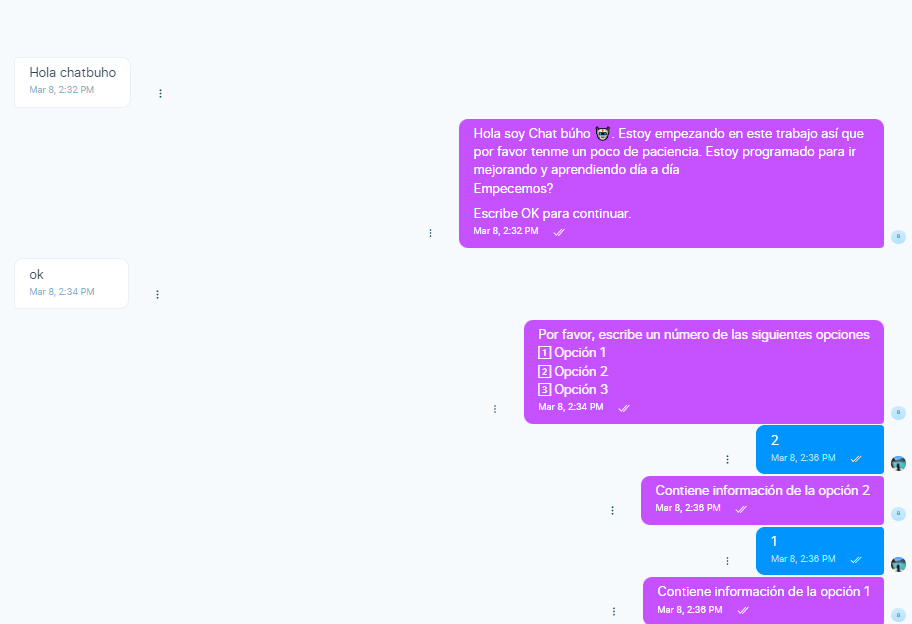 Hola chatbuho
Mar 8, 2:32 PM
Hola soy Chat búho. Estoy empezando en este trabajo así que
por favor tenme un poco de paciencia. Estoy programado para ir
mejorando y aprendiendo día a día
Empecemos?
Escribe OK para continuar.
Mar 8, 2:32 PM
ok
Mar 8, 2:34 PM
Por favor, escribe un número de las siguientes opciones
1 Opción 1
2 Opción 2
3 Opción 3
Mar 8, 2:34 PM
2
Mar 8, 2:36 PM
Contiene información de la opción 2
Mar 8, 2:36 PM
1
Mar 8, 2:36 PM
Contiene información de la opción 1
Mar 8, 2:36 PM